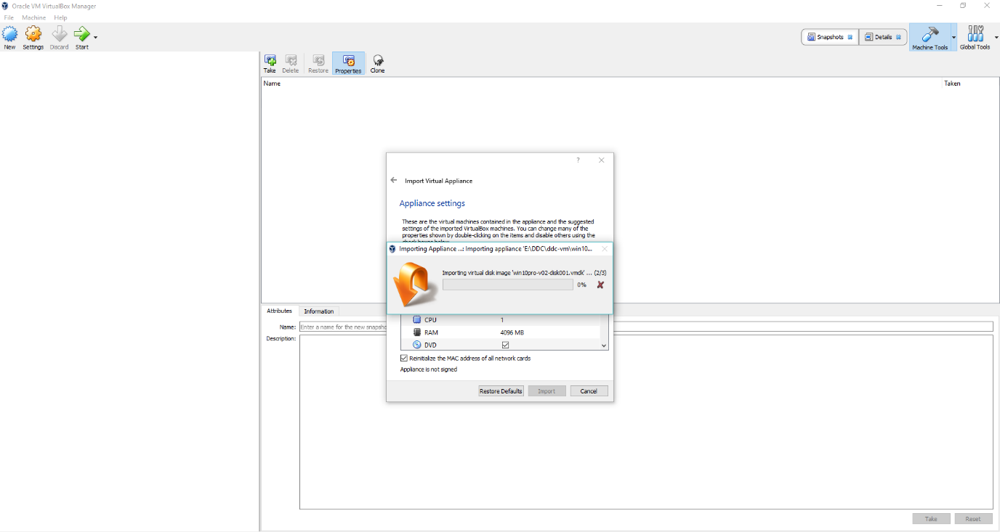 Oracle VM VirtualBox Manager
File Machine Help
New Settings Discard Start
Snapshots Details Machine Tools Global Tools
Take Delete Restore Properties Clone
Name Taken
?
Import Virtual Appliance
Appliance settings
These are the virtual machines contained in the appliance and the suggested
settings of the imported VirtualBox machines. You can change many of the
properties shown by double-clicking on the items and disable others using the
check boxes below.
Importing Appliance ...: Importing appliance 'E:\DDC\ddc-vm\win10...
Importing virtual disk image 'win10pro-v02-disk001.vmdk' ... (2/3)
0%
CPU 1
RAM 4096 MB
DVD
Reinitialize the MAC address of all network cards
Appliance is not signed
Restore Defaults Import Cancel
Attributes Information
Name: Enter a name for the new snapsho
Description:
Take Reset